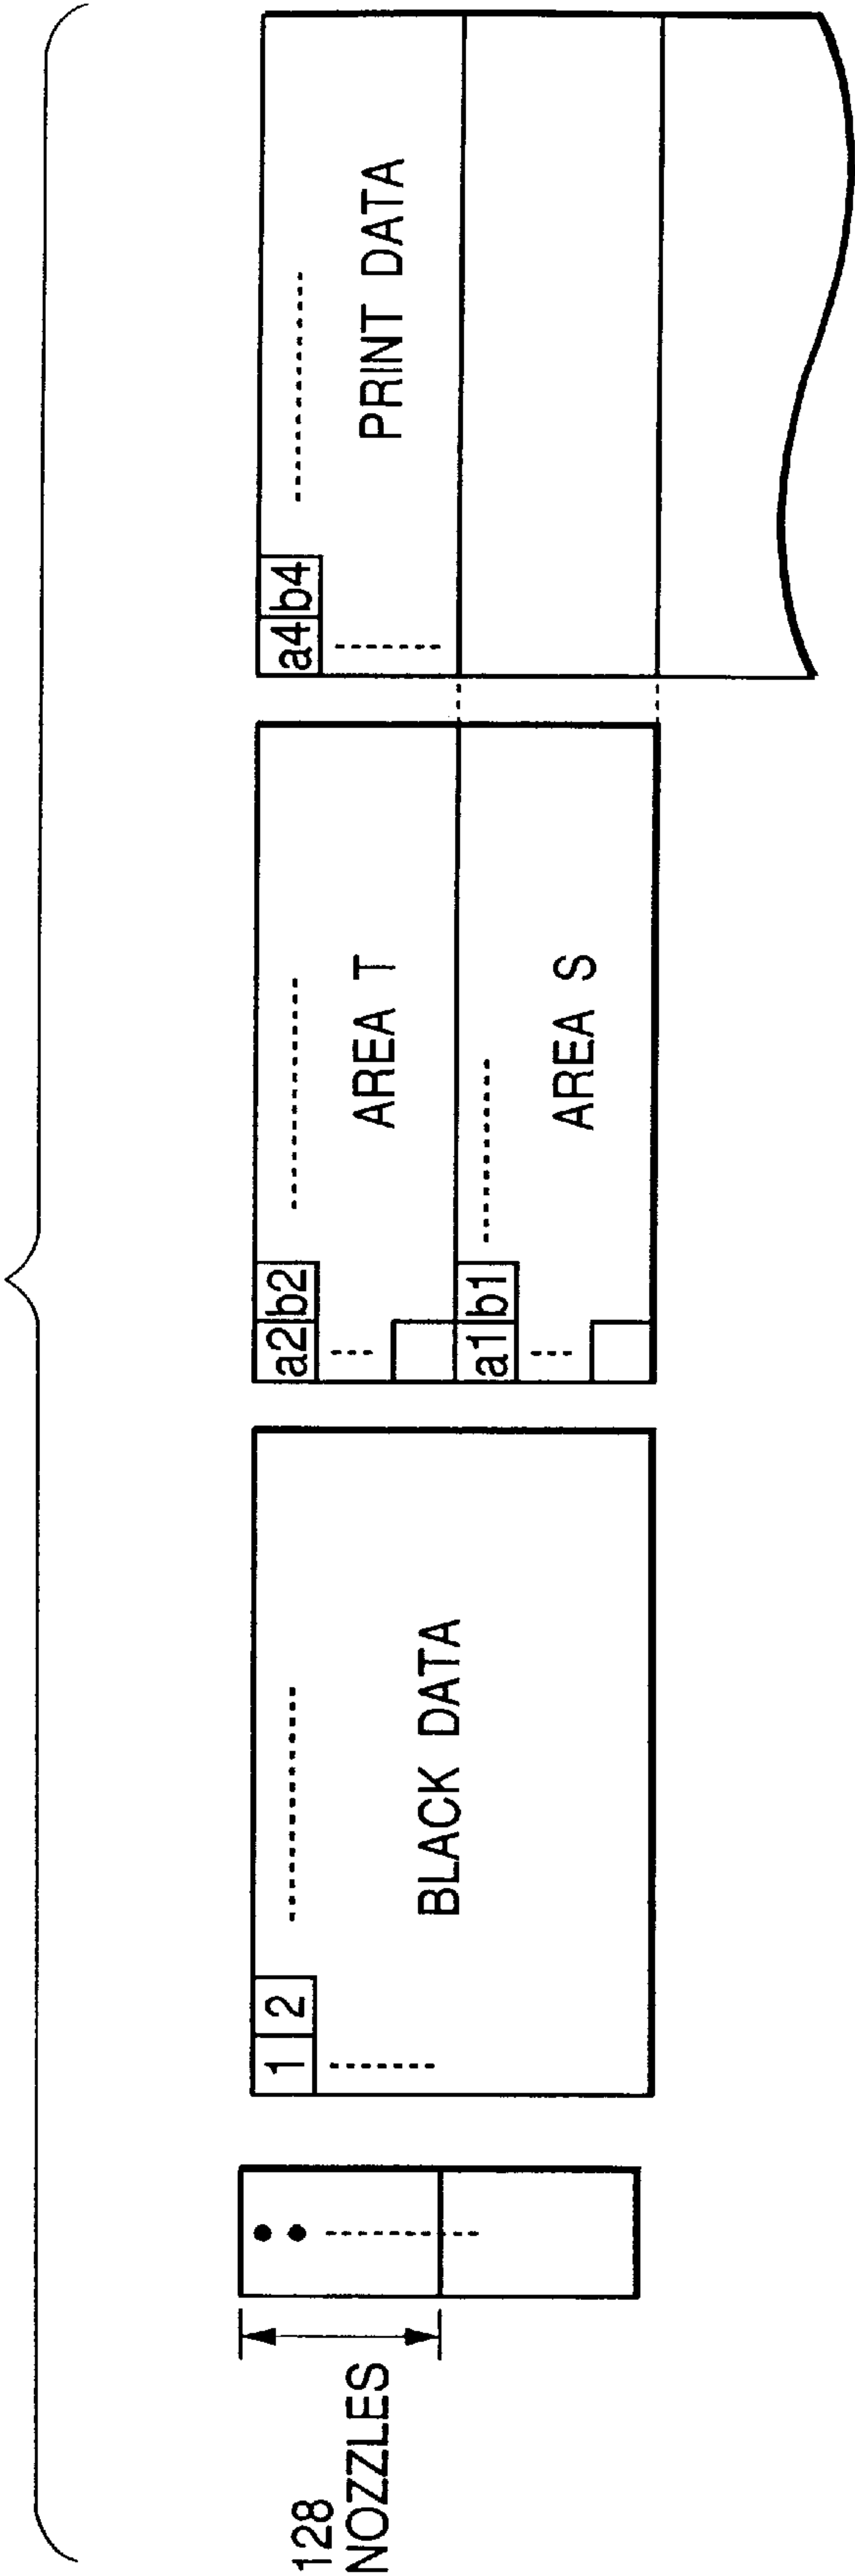 128
NOZZLES
1 2
BLACK DATA
a2 b2
AREA T
a1 b1
AREA S
a4 b4
PRINT DATA